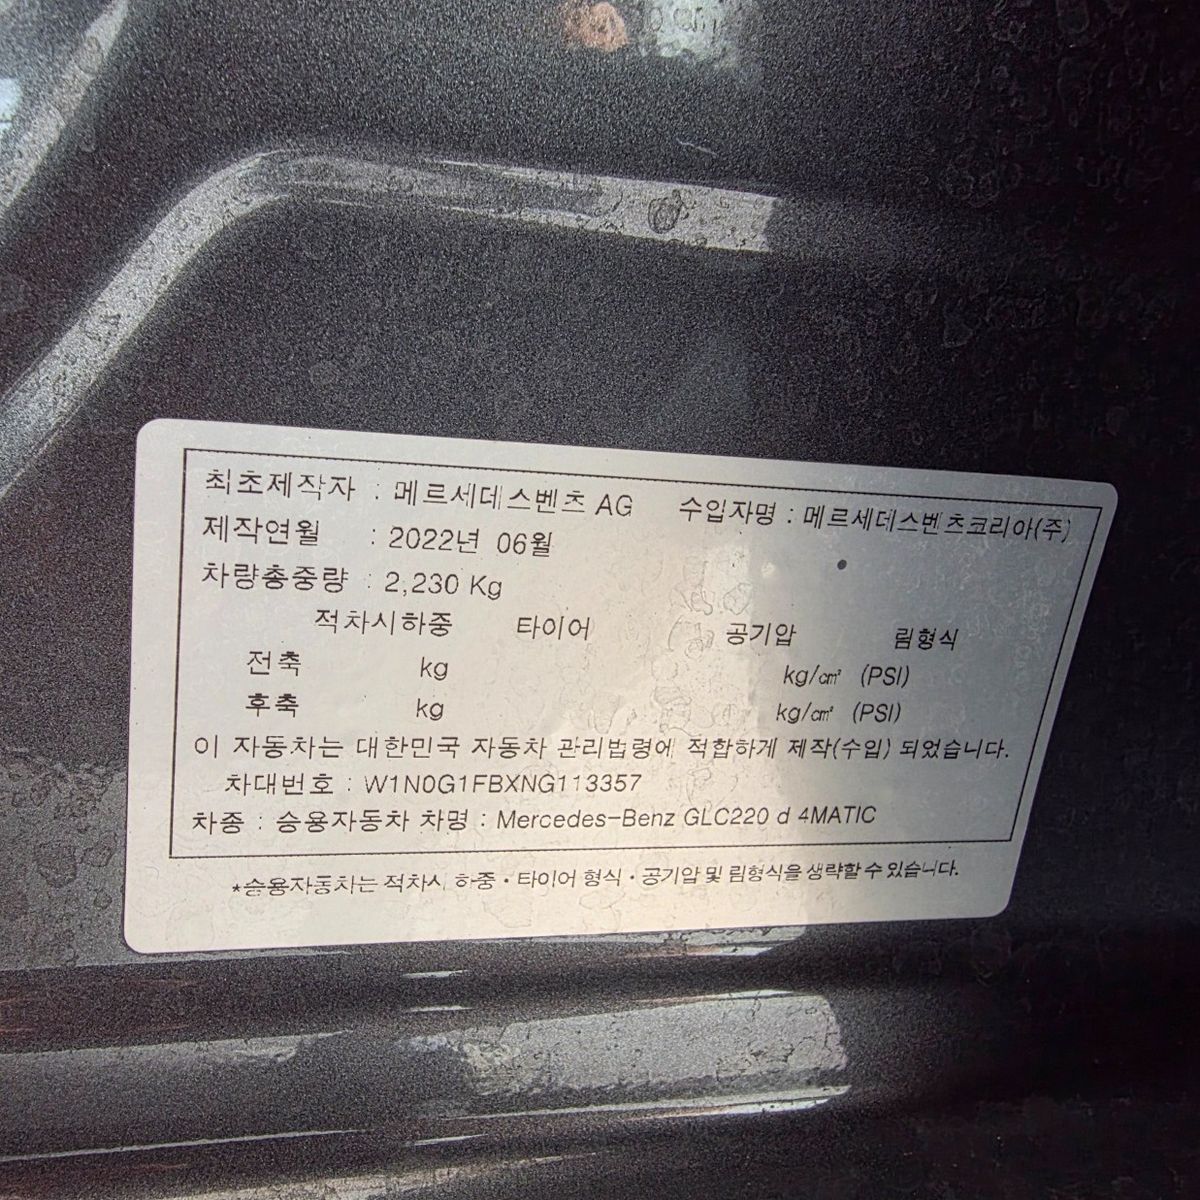 최초제작자 : 메르세데스벤츠 AG 수입자명 : 메르세데스벤츠코리아(주)
제작연월 : 2022년 06월
차량총중량 : 2,230 Kg
적차시하중 타이어 공기압 림형식
전축 kg kg/㎠ (PSI)
후축 kg kg/㎠ (PSI)
이 자동차는 대한민국 자동차 관리법령에 적합하게 제작(수입) 되었습니다.
차대번호 : W1N0G1FBXNG113357
차종 : 승용자동차 차명 : Mercedes-Benz GLC220 d 4MATIC
*승용자동차는 적차시 하중·타이어 형식·공기압 및 림형식을 생략할 수 있습니다.